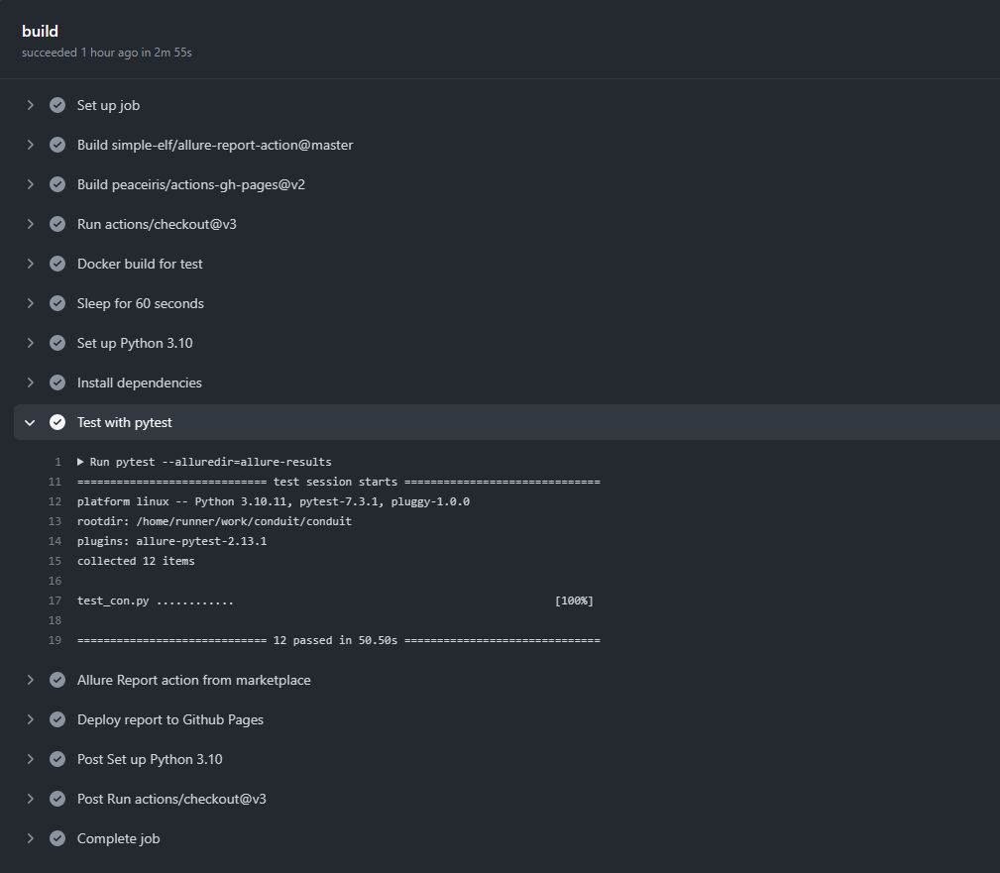 build
succeeded 1 hour ago in 2m 55s
Set up job
Build simple-elf/allure-report-action@master
Build peaceiris/actions-gh-pages@v2
Run actions/checkout@v3
Docker build for test
Sleep for 60 seconds
Set up Python 3.10
Install dependencies
Test with pytest
1 ▶ Run pytest --alluredir=allure-results
11 ============================= test session starts ==============================
12 platform linux -- Python 3.10.11, pytest-7.3.1, pluggy-1.0.0
13 rootdir: /home/runner/work/conduit/conduit
14 plugins: allure-pytest-2.13.1
15 collected 12 items
16
17 test_con.py ............ [100%]
18
19 ============================= 12 passed in 50.50s ==============================
Allure Report action from marketplace
Deploy report to Github Pages
Post Set up Python 3.10
Post Run actions/checkout@v3
Complete job